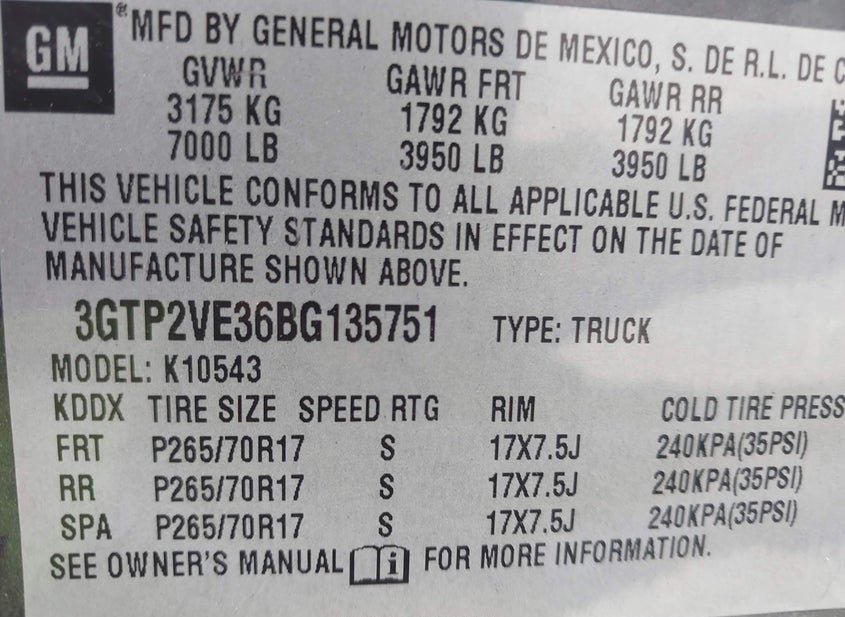 GM
® MFD BY GENERAL MOTORS DE MEXICO, S. DE R.L. DE C
GVWR GAWR FRT GAWR RR
3175 KG 1792 KG 1792 KG
7000 LB 3950 LB 3950 LB
THIS VEHICLE CONFORMS TO ALL APPLICABLE U.S. FEDERAL M
VEHICLE SAFETY STANDARDS IN EFFECT ON THE DATE OF
MANUFACTURE SHOWN ABOVE.
3GTP2VE36BG135751 TYPE: TRUCK
MODEL: K10543
KDDX TIRE SIZE SPEED RTG RIM COLD TIRE PRESS
FRT P265/70R17 S 17X7.5J 240KPA(35PSI)
RR P265/70R17 S 17X7.5J 240KPA(35PSI)
SPA P265/70R17 S 17X7.5J 240KPA(35PSI)
SEE OWNER'S MANUAL i FOR MORE INFORMATION.